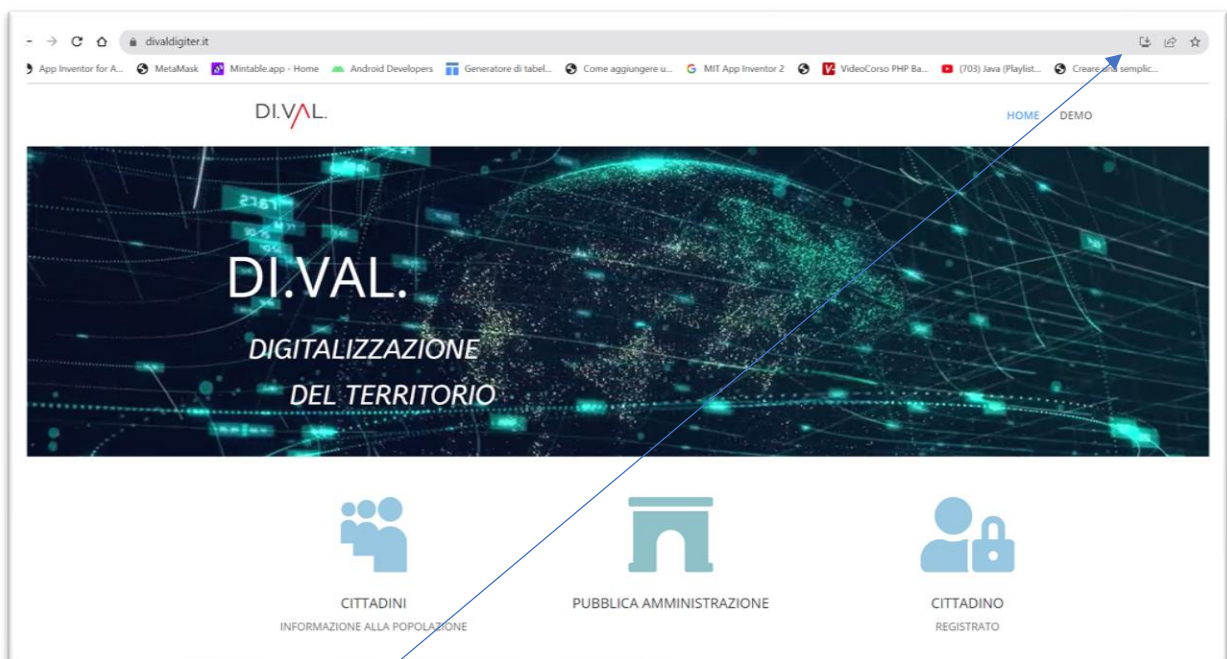 divaldigiter.it
App Inventor for A... MetaMask Mintable.app - Home Android Developers Generatore di tabel... Come aggiungere u... MIT App Inventor 2 VideoCorso PHP Ba... (703) Java (Playlist... Creare una semplic...
DI.VAL. HOME DEMO
DI.VAL.
DIGITALIZZAZIONE
DEL TERRITORIO
CITTADINI PUBBLICA AMMINISTRAZIONE CITTADINO
INFORMAZIONE ALLA POPOLAZIONE REGISTRATO